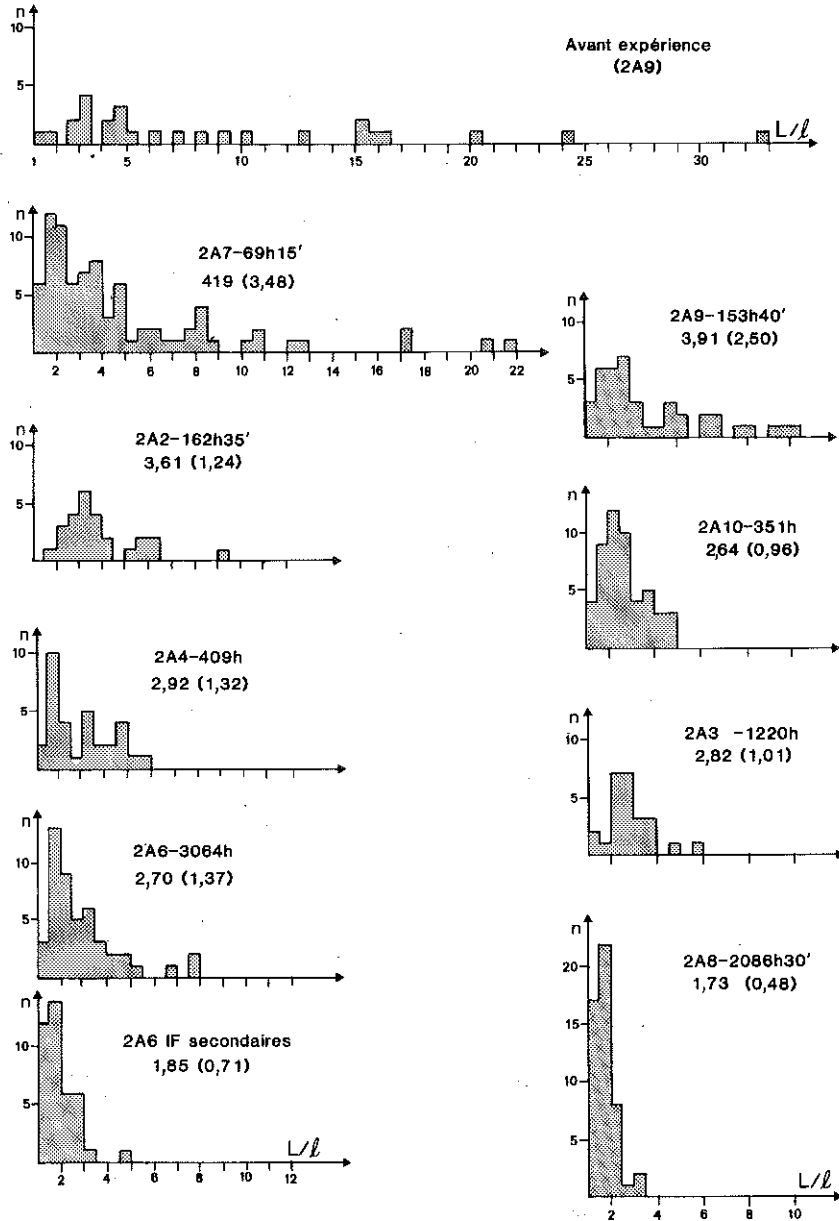 n
10
5
Avant expérience
(2A9)
L/l
1 5 10 15 20 25 30
n
10
5
2A7-69h15'
419 (3,48)
2 4 6 8 10 12 14 16 18 20 22
10
5
2A9-153h40'
3,91 (2,50)
n
10
5
2A2-162h35'
3,61 (1,24)
10
5
2A10-351h
2,64 (0,96)
n
10
5
2A4-409h
2,92 (1,32)
n
10
5
2A3 -1220h
2,82 (1,01)
n
10
5
2A6-3064h
2,70 (1,37)
n
20
15
10
5
2A8-2086h30'
1,73 (0,48)
L/l
2 4 6 8 10
n
10
5
2A6 IF secondaires
1,85 (0,71)
L/l
2 4 6 8 10 12